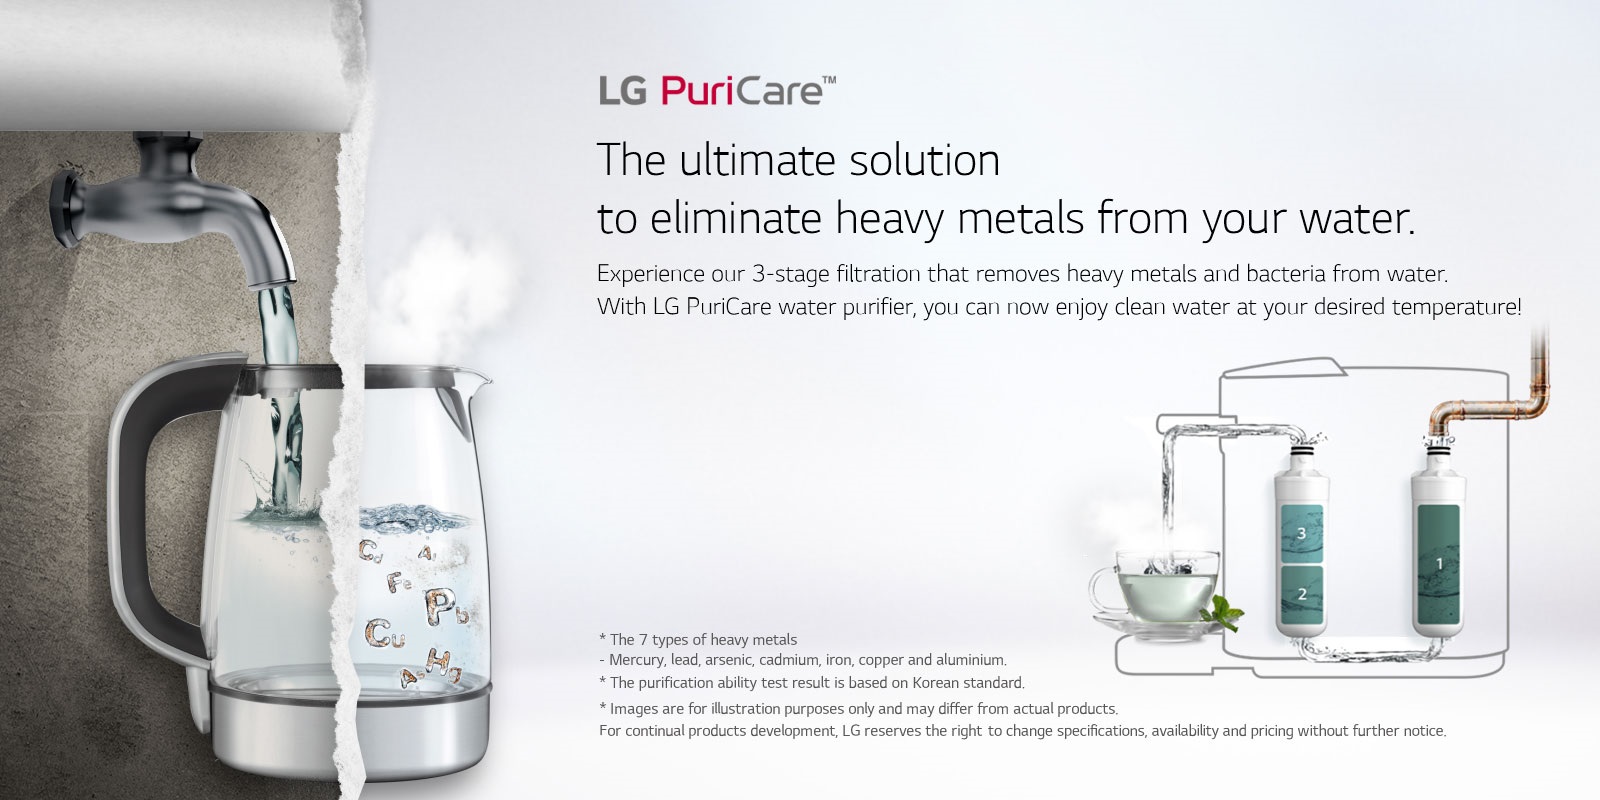 LG PuriCare™
The ultimate solution
to eliminate heavy metals from your water.
Experience our 3-stage filtration that removes heavy metals and bacteria from water.
With LG PuriCare water purifier, you can now enjoy clean water at your desired temperature!
Cd
Al
Fe
Pb
Cu
Hg
As
3
2
1
* The 7 types of heavy metals
- Mercury, lead, arsenic, cadmium, iron, copper and aluminium.
* The purification ability test result is based on Korean standard.
* Images are for illustration purposes only and may differ from actual products.
For continual products development, LG reserves the right to change specifications, availability and pricing without further notice.